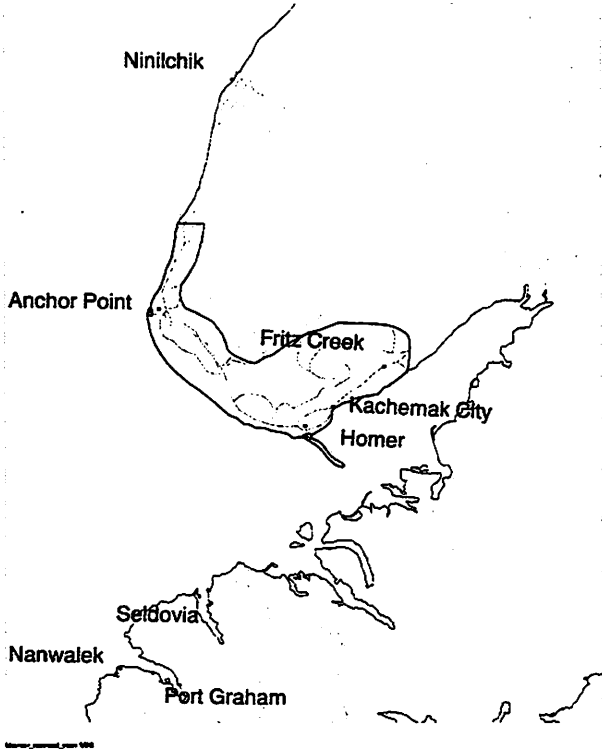 Ninilchik
Anchor Point
Fritz Creek
Kachemak City
Homer
Seldovia
Nanwalek
Port Graham